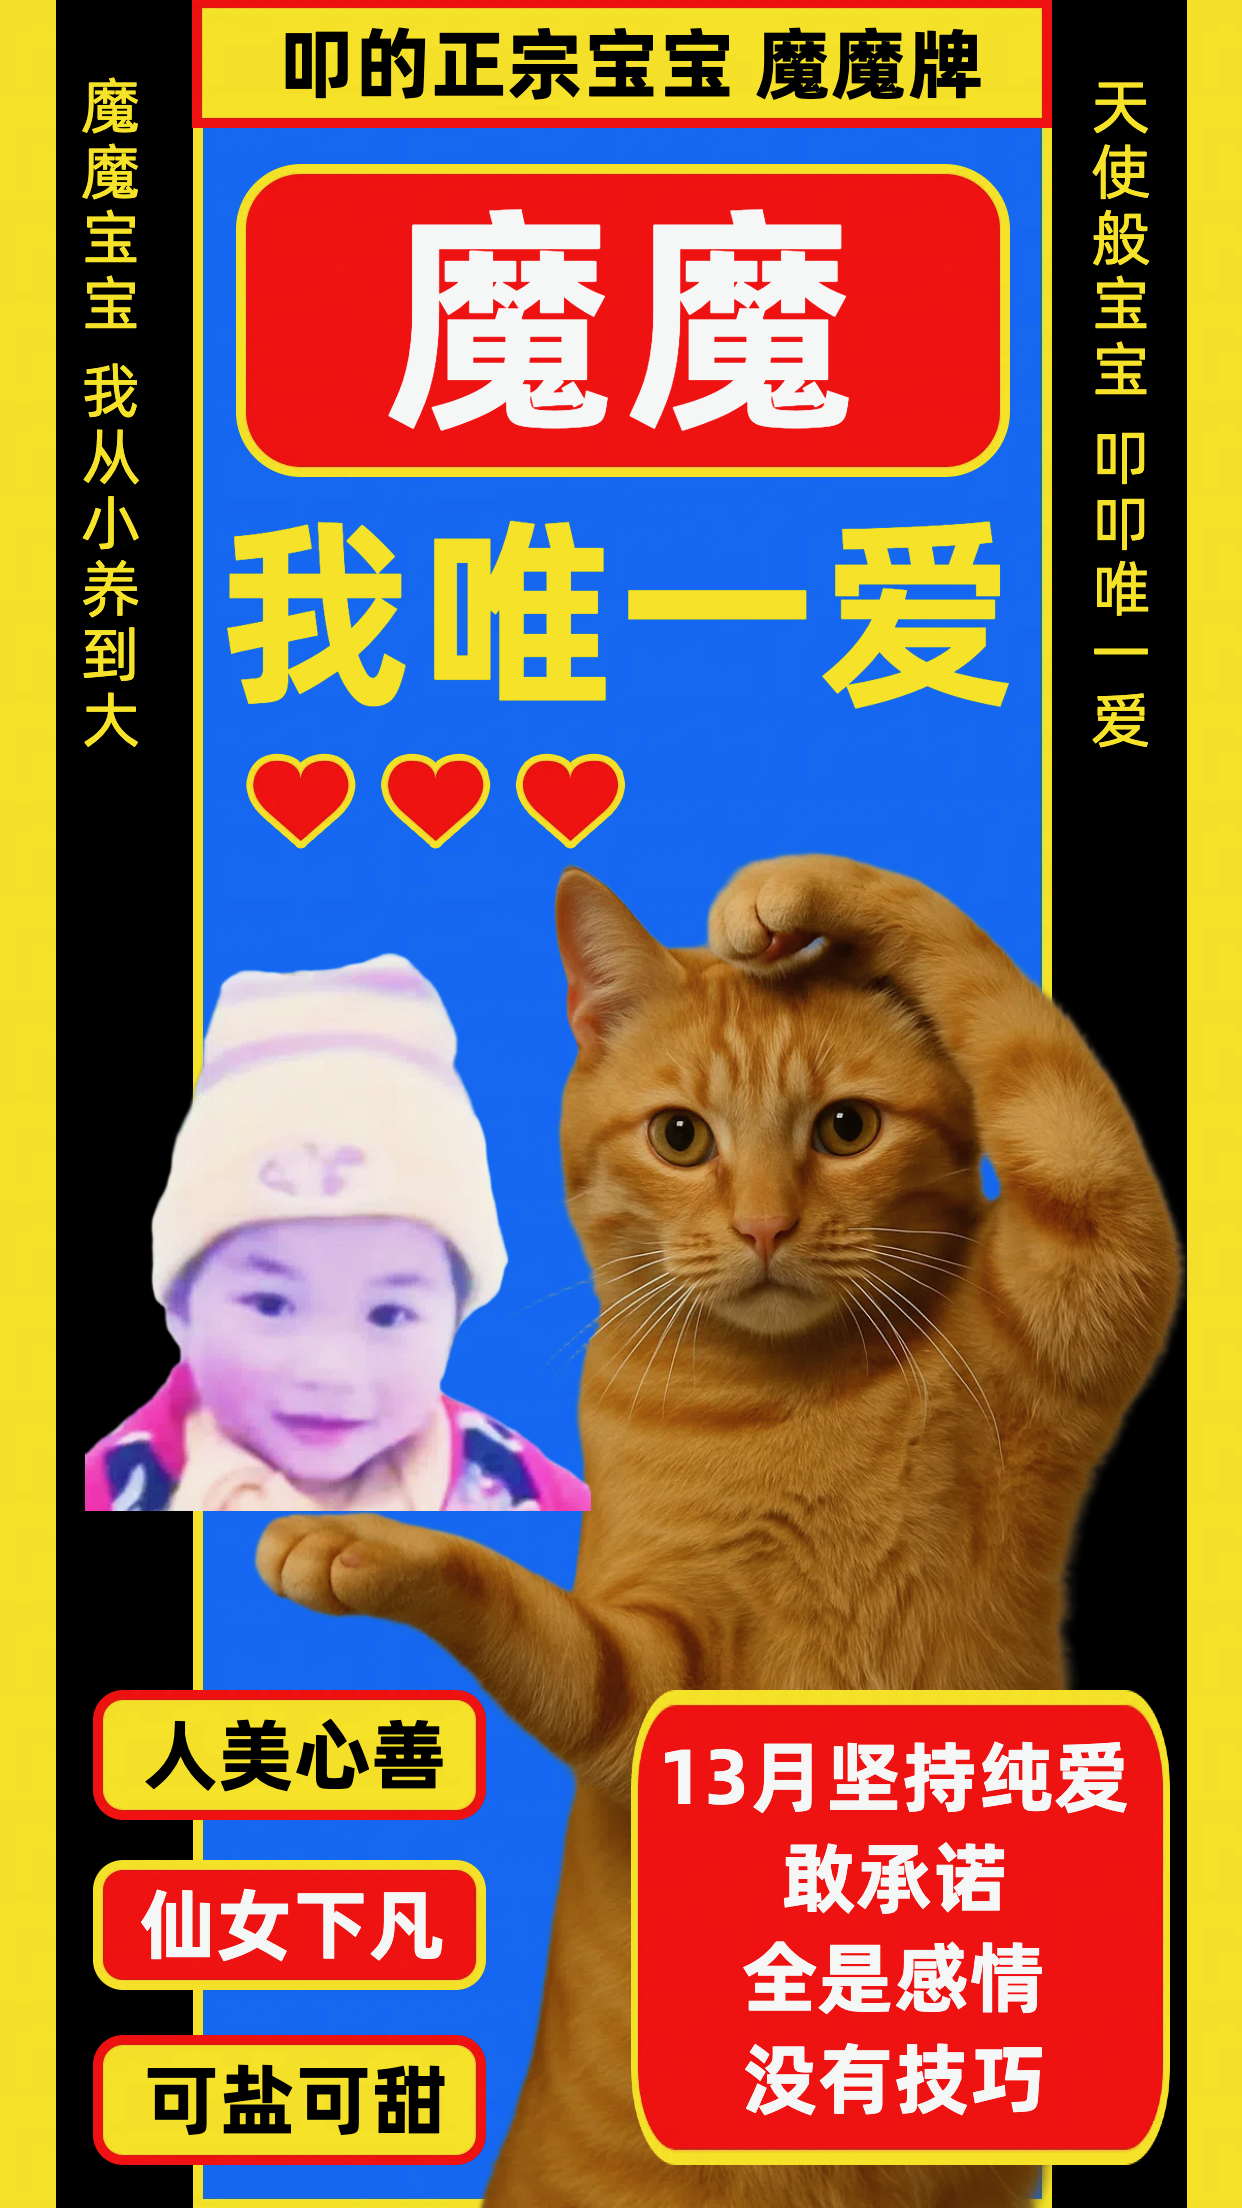 叩的正宗宝宝 魔魔牌
魔魔宝宝 我从小养到大
天使般宝宝 叩叩唯一爱
魔魔
我唯一爱
人美心善
仙女下凡
可盐可甜
13月坚持纯爱
敢承诺
全是感情
没有技巧